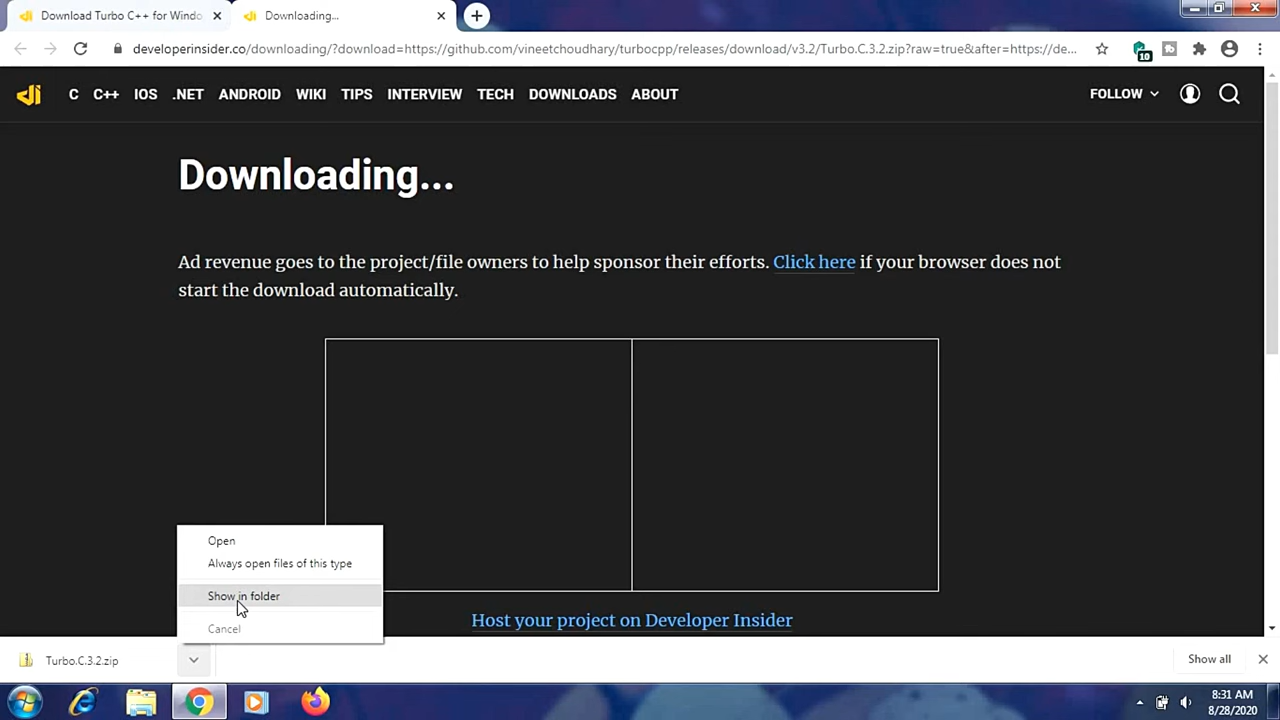 Download Turbo C++ for Windo
Downloading...
developerinsider.co/downloading/?download=https://github.com/vineetchoudhary/turbocpp/releases/download/v3.2/Turbo.C.3.2.zip?raw=true&after=https://de...
10
C C++ IOS .NET ANDROID WIKI TIPS INTERVIEW TECH DOWNLOADS ABOUT FOLLOW
Downloading...
Ad revenue goes to the project/file owners to help sponsor their efforts. Click here if your browser does not
start the download automatically.
Open
Always open files of this type
Show in folder
Cancel
Host your project on Developer Insider
Turbo.C.3.2.zip
Show all
8:31 AM
8/28/2020